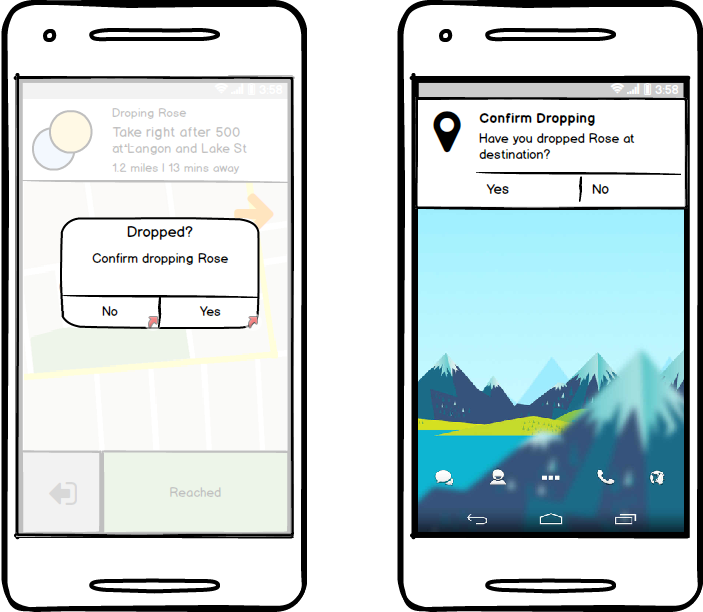 3:58
Droping Rose
Take right after 500
at Langon and Lake St
1.2 miles | 13 mins away
Dropped?
Confirm dropping Rose
No
Yes
Reached
3:58
Confirm Dropping
Have you dropped Rose at
destination?
Yes
No